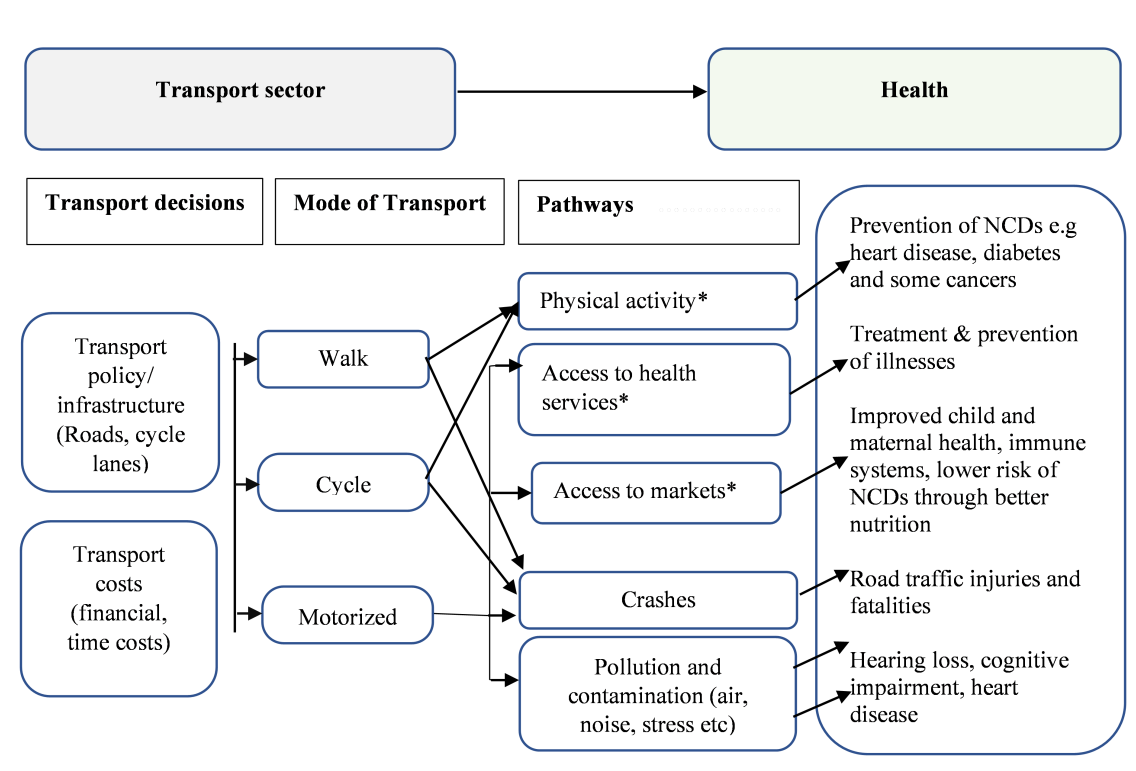 Transport sector
Health
Transport decisions
Mode of Transport
Pathways
Transport
policy/
infrastructure
(Roads, cycle
lanes)
Transport
costs
(financial,
time costs)
Walk
Cycle
Motorized
Physical activity*
Access to health
services*
Access to markets*
Crashes
Pollution and
contamination (air,
noise, stress etc)
Prevention of NCDs e.g
heart disease, diabetes
and some cancers
Treatment & prevention
of illnesses
Improved child and
maternal health, immune
systems, lower risk of
NCDs through better
nutrition
Road traffic injuries and
fatalities
Hearing loss, cognitive
impairment, heart
disease